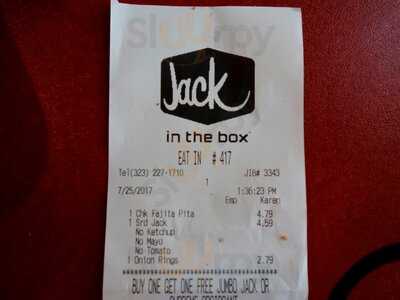 Jack
in the box
EAT IN # 417
Tel(323) 227-1710 JIB# 3343
1
7/25/2017 1:36:23 PM
Emp Karen
1 Chk Fajita Pita 4.79
1 Srd Jack 4.59
No Ketchup
No Mayo
No Tomato
1 Onion Rings 2.79
BUY ONE GET ONE FREE JUMBO JACK OR
SUPREME CROISSANT